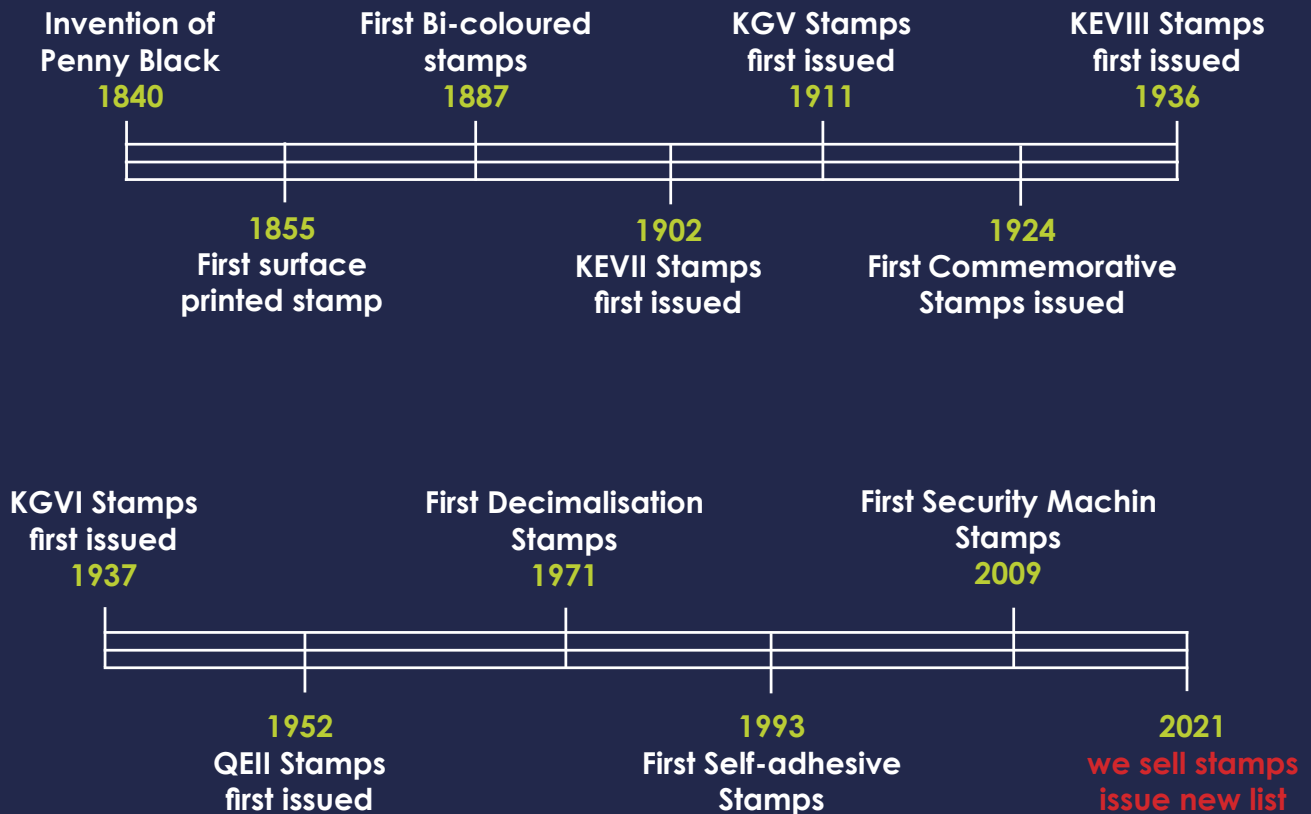 Invention of
Penny Black
1840
First Bi-coloured
stamps
1887
KGV Stamps
first issued
1911
KEVIII Stamps
first issued
1936
1855
First surface
printed stamp
1902
KEVII Stamps
first issued
1924
First Commemorative
Stamps issued
KGVI Stamps
first issued
1937
First Decimalisation
Stamps
1971
First Security Machin
Stamps
2009
1952
QEII Stamps
first issued
1993
First Self-adhesive
Stamps
2021
we sell stamps
issue new list